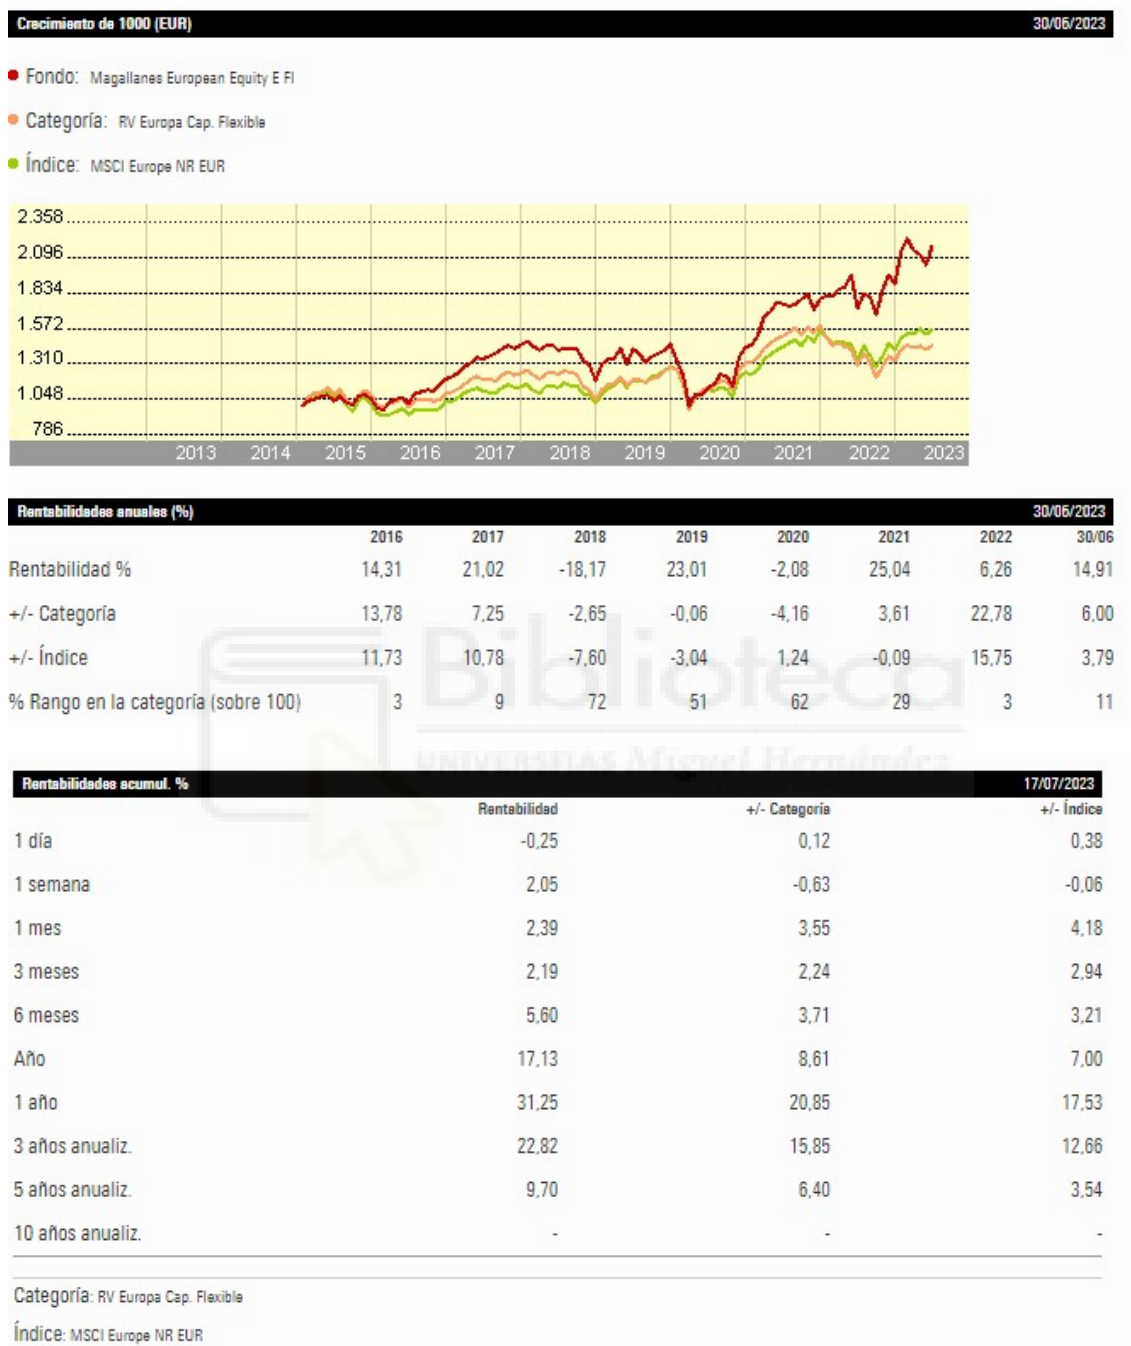 Crecimiento de 1000 (EUR) 30/06/2023
Fondo: Magallanes European Equity E FI
Categoría: RV Europa Cap. Flexible
Índice: MSCI Europe NR EUR
2.358
2.096
1.834
1.572
1.310
1.048
786
2013 2014 2015 2016 2017 2018 2019 2020 2021 2022 2023
Rentabilidades anuales (%) 30/06/2023
2016 2017 2018 2019 2020 2021 2022 30/06
Rentabilidad % 14,31 21,02 -18,17 23,01 -2,08 25,04 6,26 14,91
+/- Categoría 13,78 7,25 -2,65 -0,06 -4,16 3,61 22,78 6,00
+/- Índice 11,73 10,78 -7,60 -3,04 1,24 -0,09 15,75 3,79
% Rango en la categoría (sobre 100) 3 9 72 51 62 29 3 11
Biblioteca
UNIVERSITAS Miguel Hernández
Rentabilidades acumul. % 17/07/2023
Rentabilidad +/- Categoría +/- Índice
1 día -0,25 0,12 0,38
1 semana 2,05 -0,63 -0,06
1 mes 2,39 3,55 4,18
3 meses 2,19 2,24 2,94
6 meses 5,60 3,71 3,21
Año 17,13 8,61 7,00
1 año 31,25 20,85 17,53
3 años anualiz. 22,82 15,85 12,66
5 años anualiz. 9,70 6,40 3,54
10 años anualiz. - - -
Categoría: RV Europa Cap. Flexible
Índice: MSCI Europe NR EUR